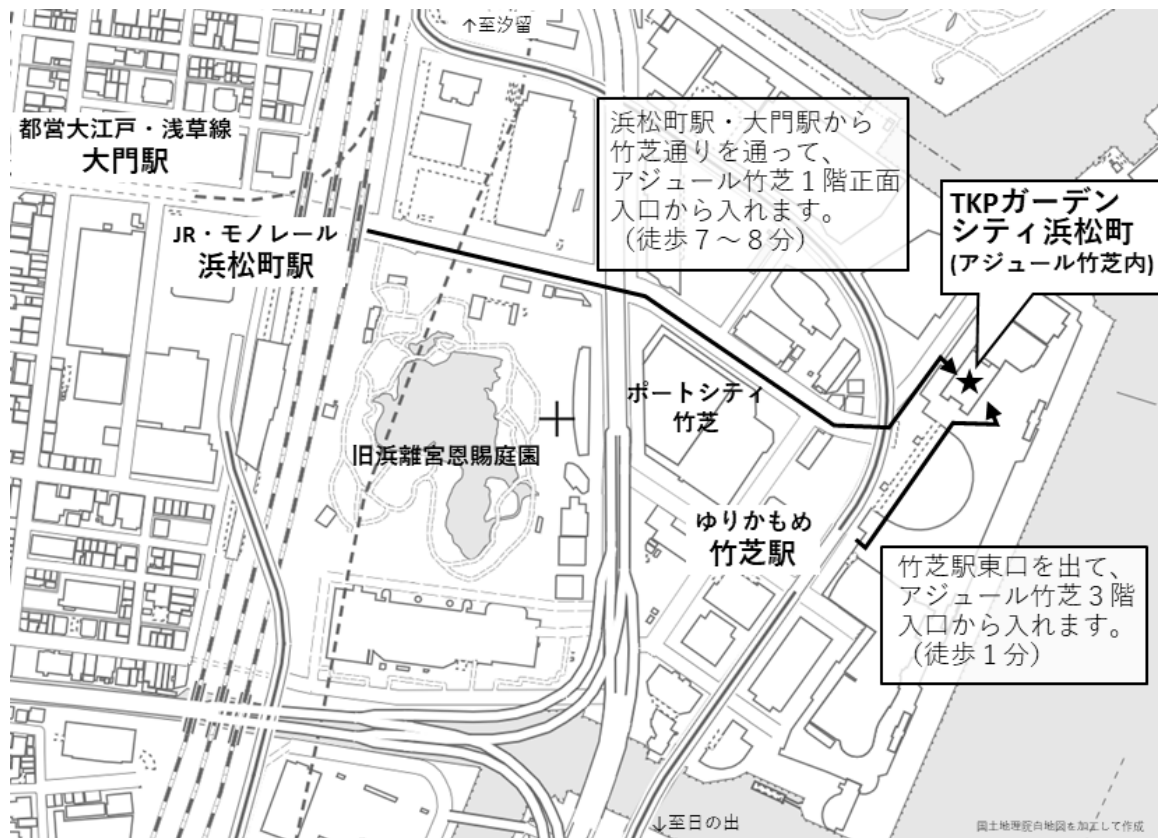 ↑至汐留
都営大江戸・浅草線
大門駅
浜松町駅・大門駅から
竹芝通りを通って、
アジュール竹芝１階正面
入口から入れます。
（徒歩７～８分）
TKPガーデン
シティ浜松町
(アジュール竹芝内)
JR・モノレール
浜松町駅
ポートシティ
竹芝
旧浜離宮恩賜庭園
ゆりかもめ
竹芝駅
竹芝駅東口を出て、
アジュール竹芝３階
入口から入れます。
（徒歩１分）
↓至日の出
国土地理院白地図を加工して作成